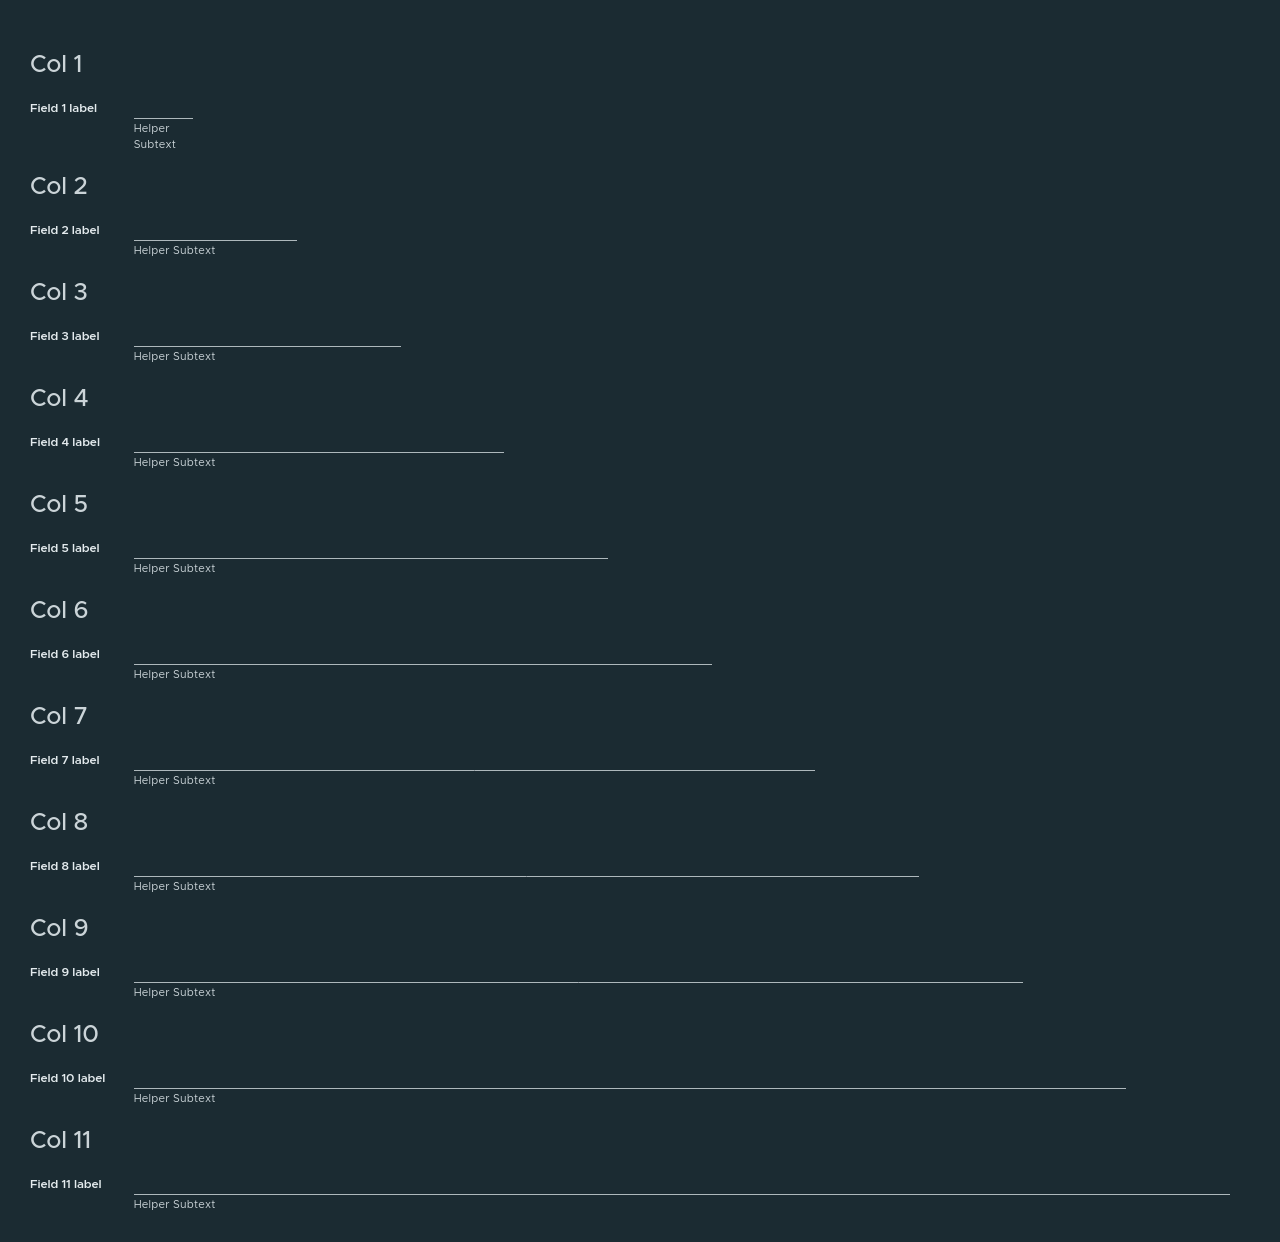 Col 1
Field 1 label
Helper
Subtext
Col 2
Field 2 label
Helper Subtext
Col 3
Field 3 label
Helper Subtext
Col 4
Field 4 label
Helper Subtext
Col 5
Field 5 label
Helper Subtext
Col 6
Field 6 label
Helper Subtext
Col 7
Field 7 label
Helper Subtext
Col 8
Field 8 label
Helper Subtext
Col 9
Field 9 label
Helper Subtext
Col 10
Field 10 label
Helper Subtext
Col 11
Field 11 label
Helper Subtext